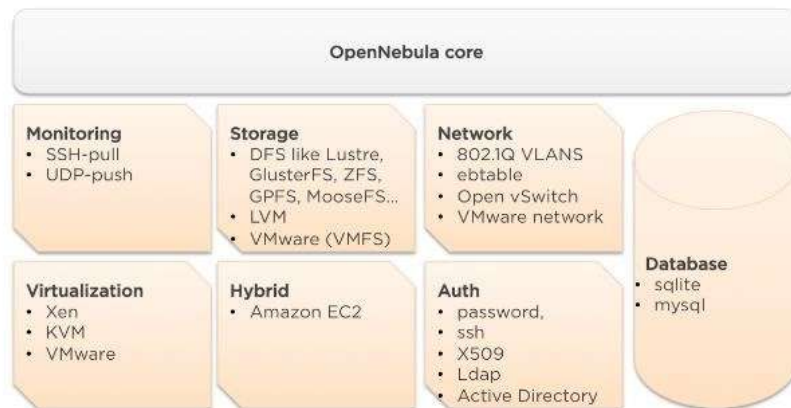 OpenNebula core
Monitoring
• SSH-pull
• UDP-push
Storage
• DFS like Lustre,
GlusterFS, ZFS,
GPFS, MooseFS...
• LVM
• VMware (VMFS)
Network
• 802.1Q VLANS
• ebtable
• Open vSwitch
• VMware network
Virtualization
• Xen
• KVM
• VMware
Hybrid
• Amazon EC2
Auth
• password,
• ssh
• X509
• Ldap
• Active Directory
Database
• sqlite
• mysql